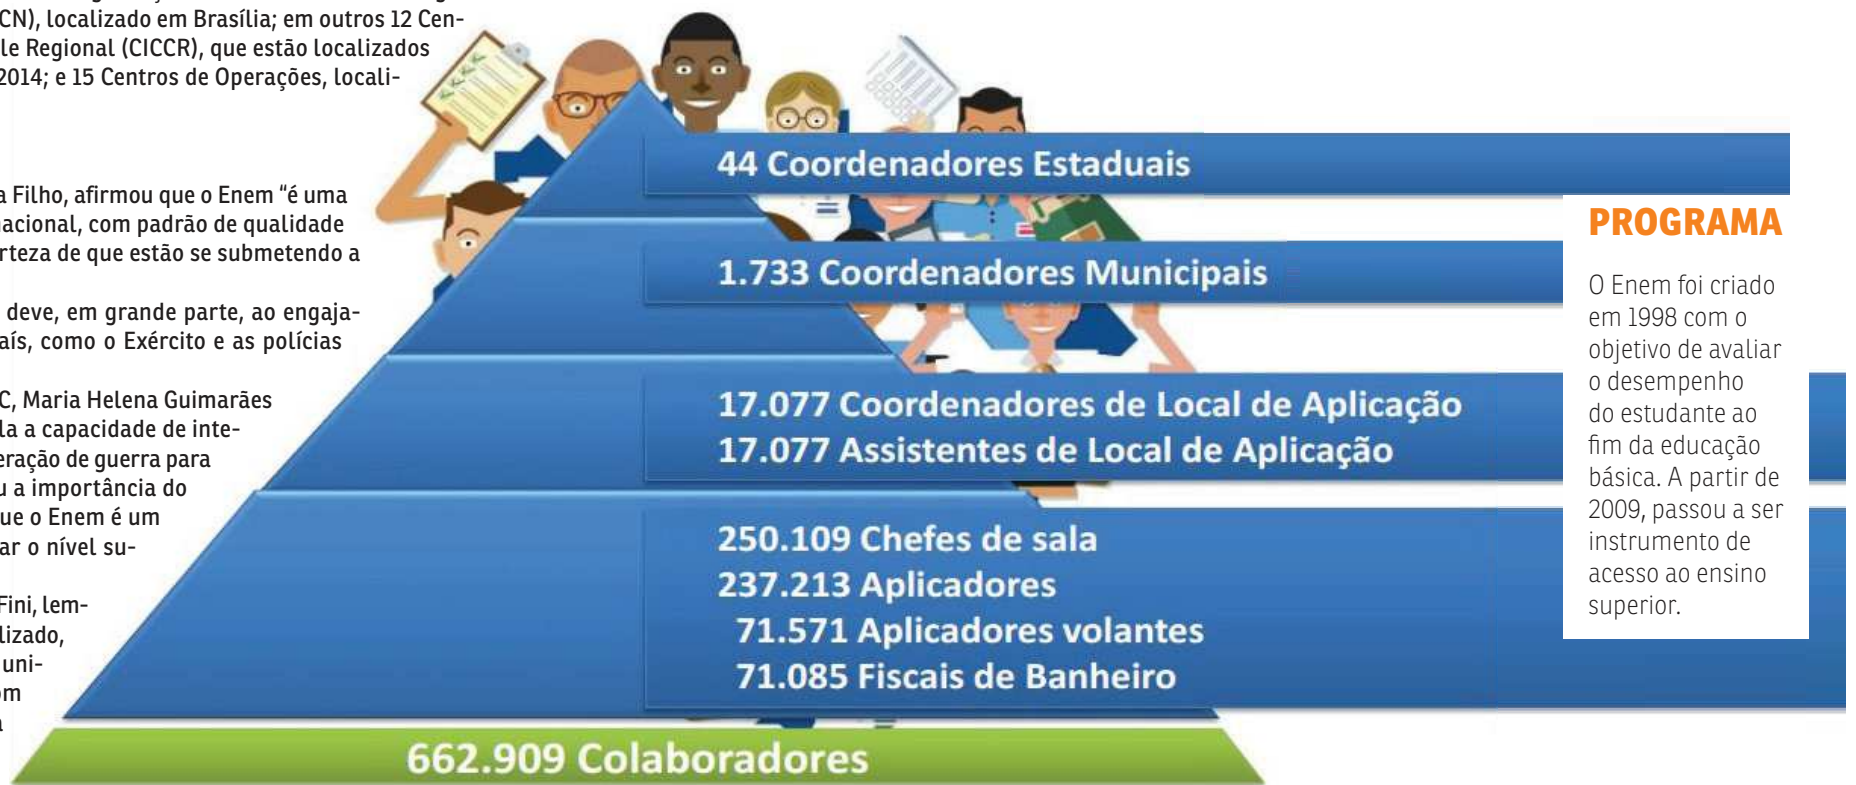 CN), localizado em Brasília; em outros 12 Cen-
le Regional (CICCR), que estão localizados
2014; e 15 Centros de Operações, locali-
a Filho, afirmou que o Enem “é uma
nacional, com padrão de qualidade
rteza de que estão se submetendo a
deve, em grande parte, ao engaja-
aís, como o Exército e as polícias
C, Maria Helena Guimarães
la a capacidade de inte-
eração de guerra para
u a importância do
que o Enem é um
ar o nível su-
Fini, lem-
lizado,
uni-
om
44 Coordenadores Estaduais
1.733 Coordenadores Municipais
17.077 Coordenadores de Local de Aplicação
17.077 Assistentes de Local de Aplicação
250.109 Chefes de sala
237.213 Aplicadores
71.571 Aplicadores volantes
71.085 Fiscais de Banheiro
662.909 Colaboradores
PROGRAMA
O Enem foi criado
em 1998 com o
objetivo de avaliar
o desempenho
do estudante ao
fim da educação
básica. A partir de
2009, passou a ser
instrumento de
acesso ao ensino
superior.